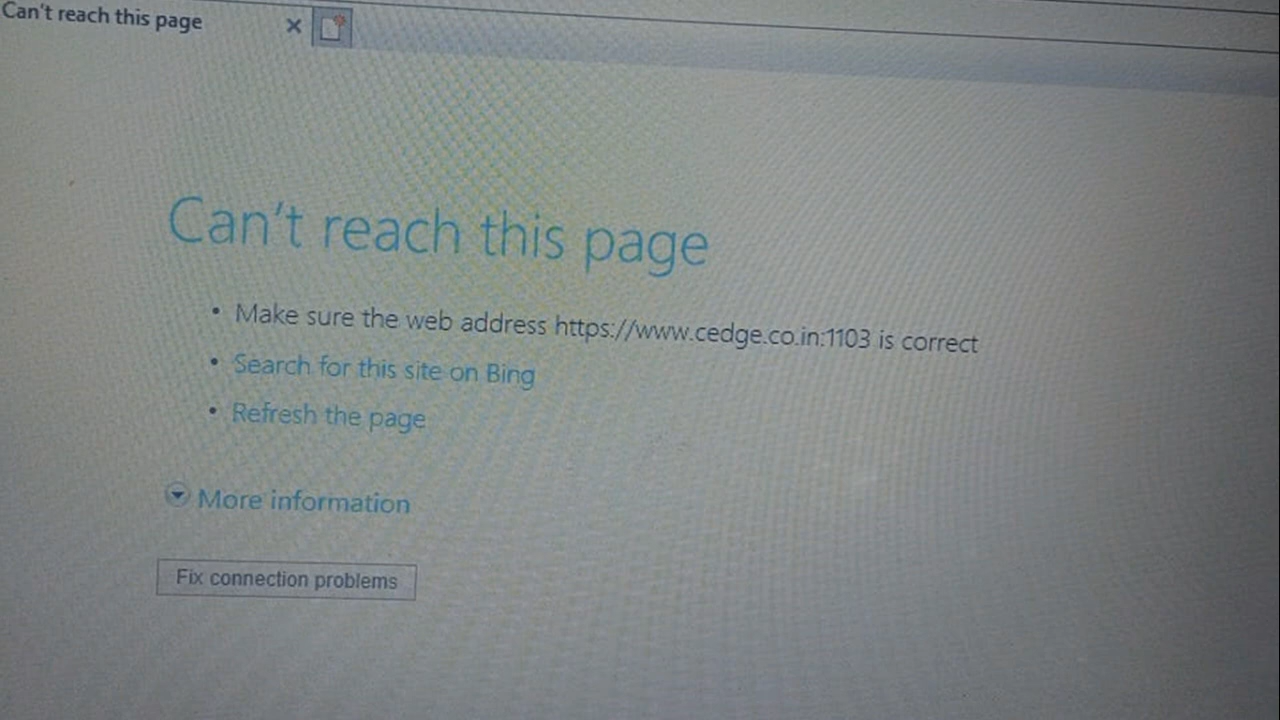 Can't reach this page
Can't reach this page
• Make sure the web address https://www.cedge.co.in:1103 is correct
• Search for this site on Bing
• Refresh the page
More information
Fix connection problems